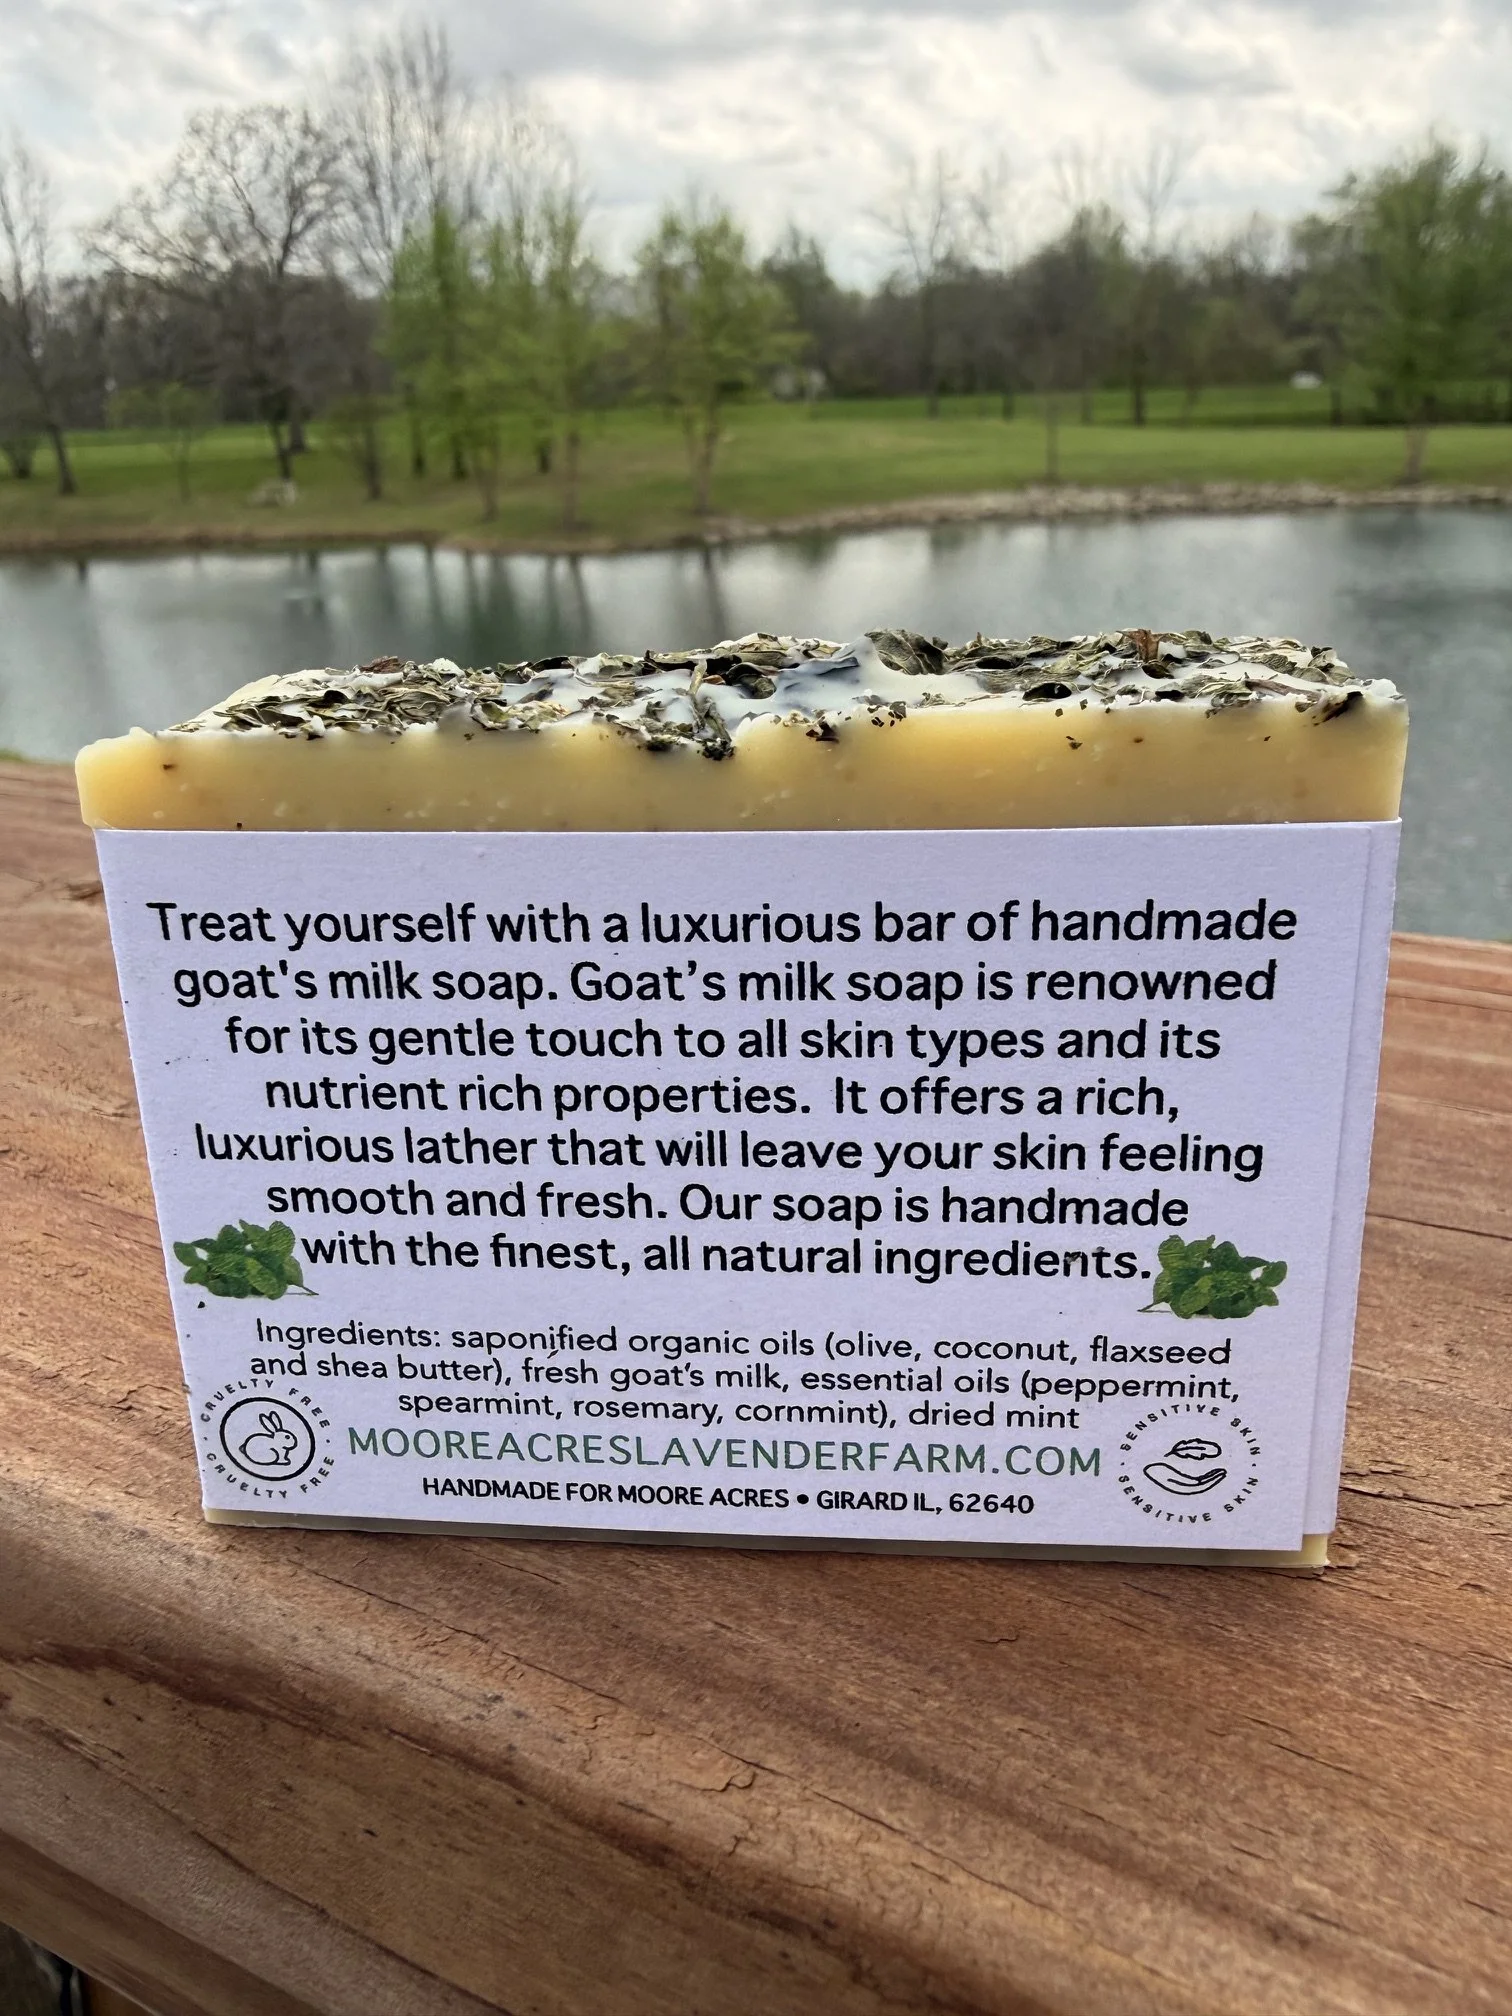 Treat yourself with a luxurious bar of handmade
goat's milk soap. Goat’s milk soap is renowned
for its gentle touch to all skin types and its
nutrient rich properties.  It offers a rich,
luxurious lather that will leave your skin feeling
smooth and fresh. Our soap is handmade
with the finest, all natural ingredients.
Ingredients: saponified organic oils (olive, coconut, flaxseed
and shea butter), fresh goat's milk, essential oils (peppermint,
spearmint, rosemary, cornmint), dried mint
CRUELTY FREE · CRUELTY FREE ·
SENSITIVE SKIN · SENSITIVE SKIN ·
MOOREACRESLAVENDERFARM.COM
HANDMADE FOR MOORE ACRES • GIRARD IL, 62640